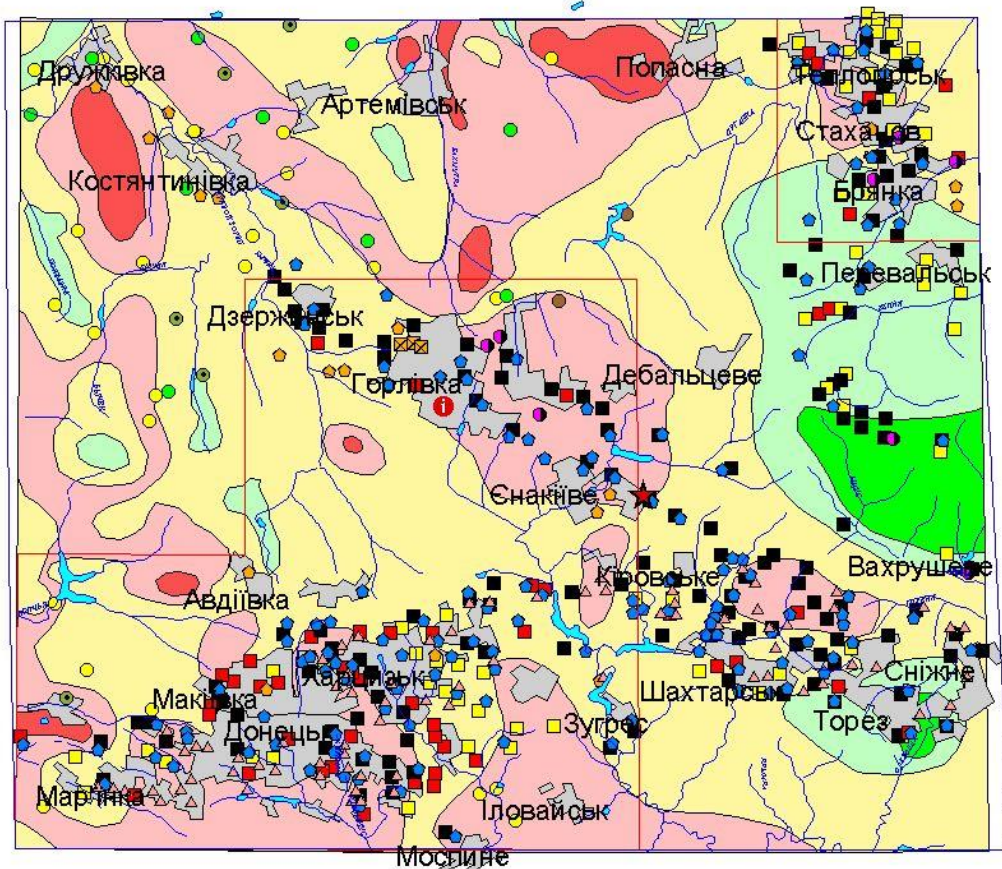 Дружківка
Попасна
Теплогорськ
Артемівськ
Стаханов
Костянтинівка
Брянка
Перевальськ
Дзержинськ
Горлівка
Дебальцеве
i
Єнакієве
Вахрушеве
Кіровське
Авдіївка
Харцизьк
Сніжне
Макіївка
Шахтарськ
Донецьк
Зугрес
Торез
Мар'їнка
Іловайськ
Моспине